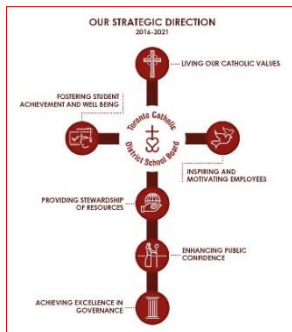 OUR STRATEGIC DIRECTION
2016-2021
LIVING OUR CATHOLIC VALUES
FOSTERING STUDENT
ACHIEVEMENT AND WELL BEING
Toronto Catholic
District School Board
INSPIRING AND
MOTIVATING EMPLOYEES
PROVIDING STEWARDSHIP
OF RESOURCES
ENHANCING PUBLIC
CONFIDENCE
ACHIEVING EXCELLENCE IN
GOVERNANCE